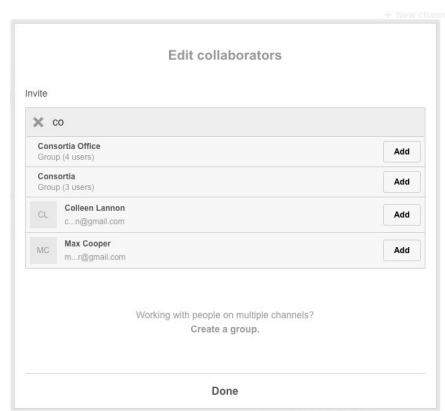 + New chann
Edit collaborators
Invite
co
Consortia Office
Group (4 users)
Add
Consortia
Group (3 users)
Add
CL
Colleen Lannon
c...n@gmail.com
Add
MC
Max Cooper
m...r@gmail.com
Add
Working with people on multiple channels?
Create a group.
Done